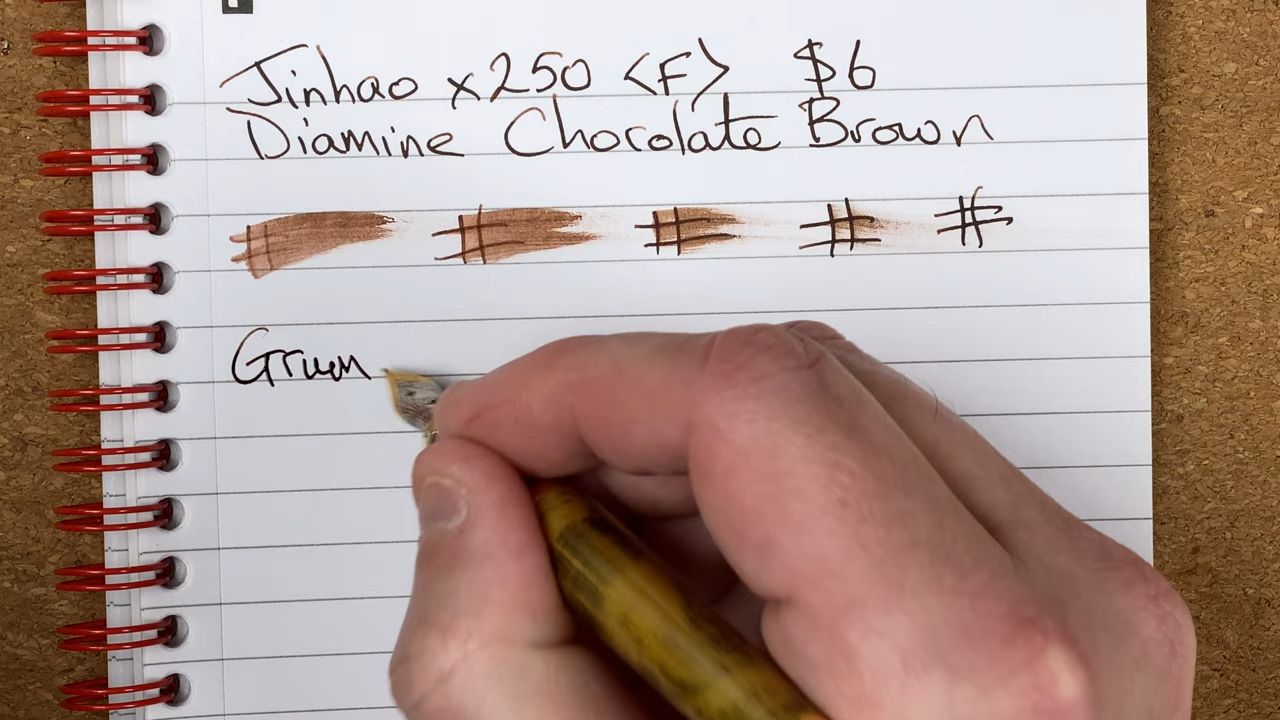 Jinhao x250 <F> $6
Diamine Chocolate Brown
# # # # #
Grum